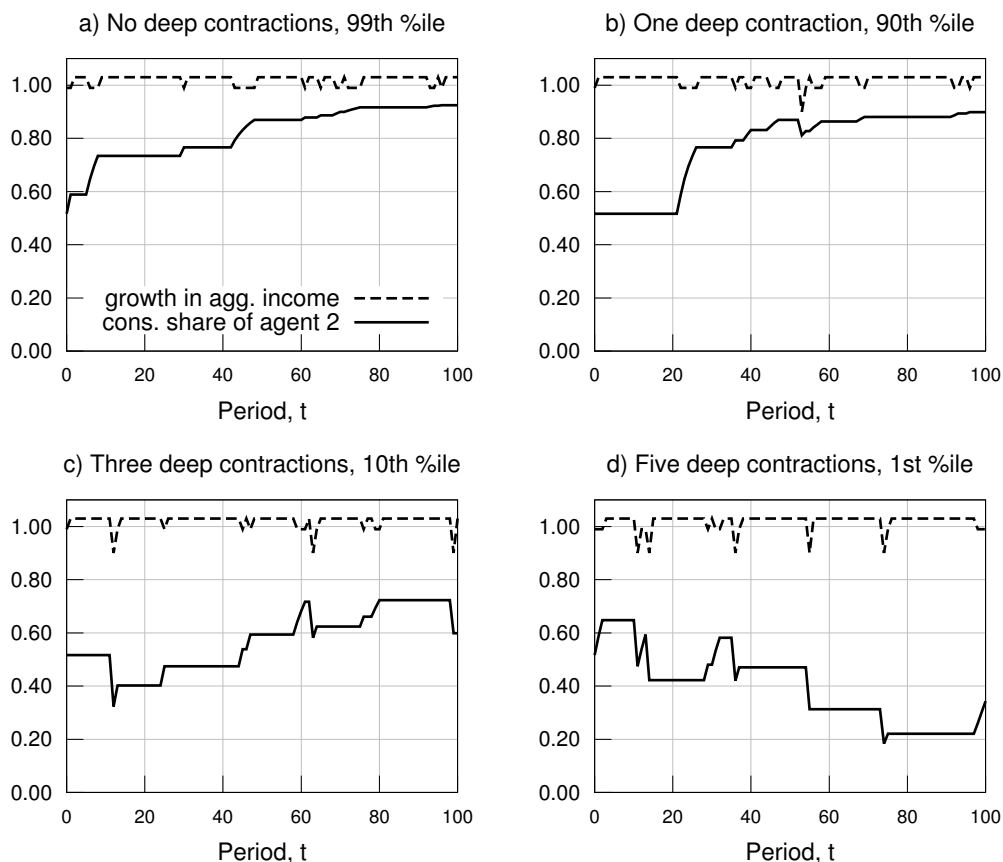 a) No deep contractions, 99th %ile
1.00
0.80
0.60
0.40
0.20
0.00
growth in agg. income
cons. share of agent 2
0 20 40 60 80 100
Period, t
b) One deep contraction, 90th %ile
1.00
0.80
0.60
0.40
0.20
0.00
0 20 40 60 80 100
Period, t
c) Three deep contractions, 10th %ile
1.00
0.80
0.60
0.40
0.20
0.00
0 20 40 60 80 100
Period, t
d) Five deep contractions, 1st %ile
1.00
0.80
0.60
0.40
0.20
0.00
0 20 40 60 80 100
Period, t